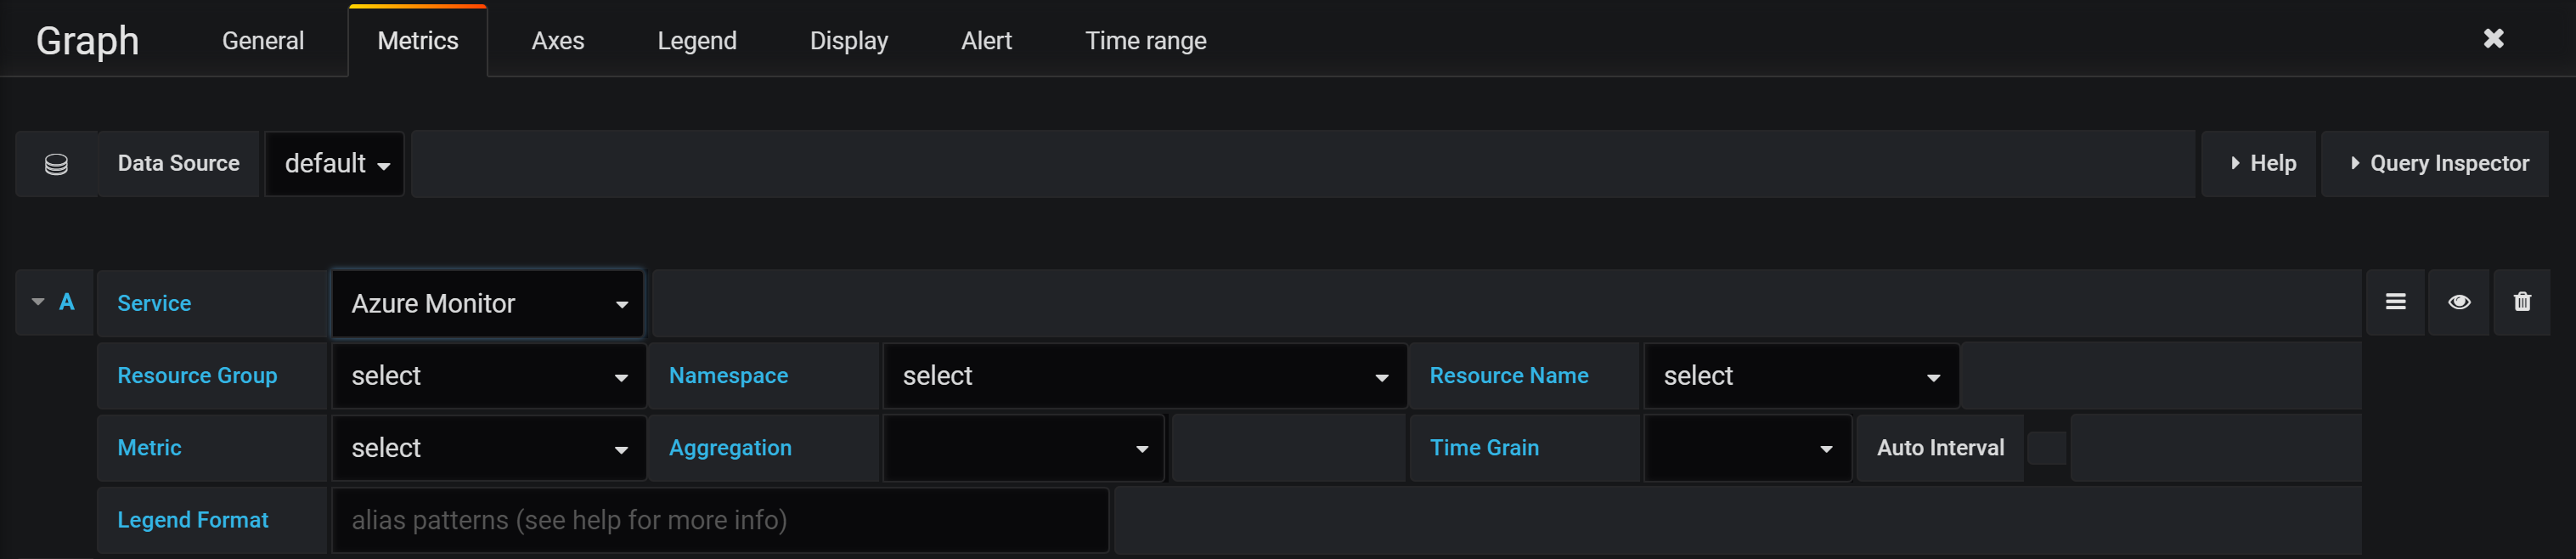 Graph General Metrics Axes Legend Display Alert Time range
Data Source default Help Query Inspector
A Service Azure Monitor
Resource Group select Namespace select Resource Name select
Metric select Aggregation Time Grain Auto Interval
Legend Format alias patterns (see help for more info)